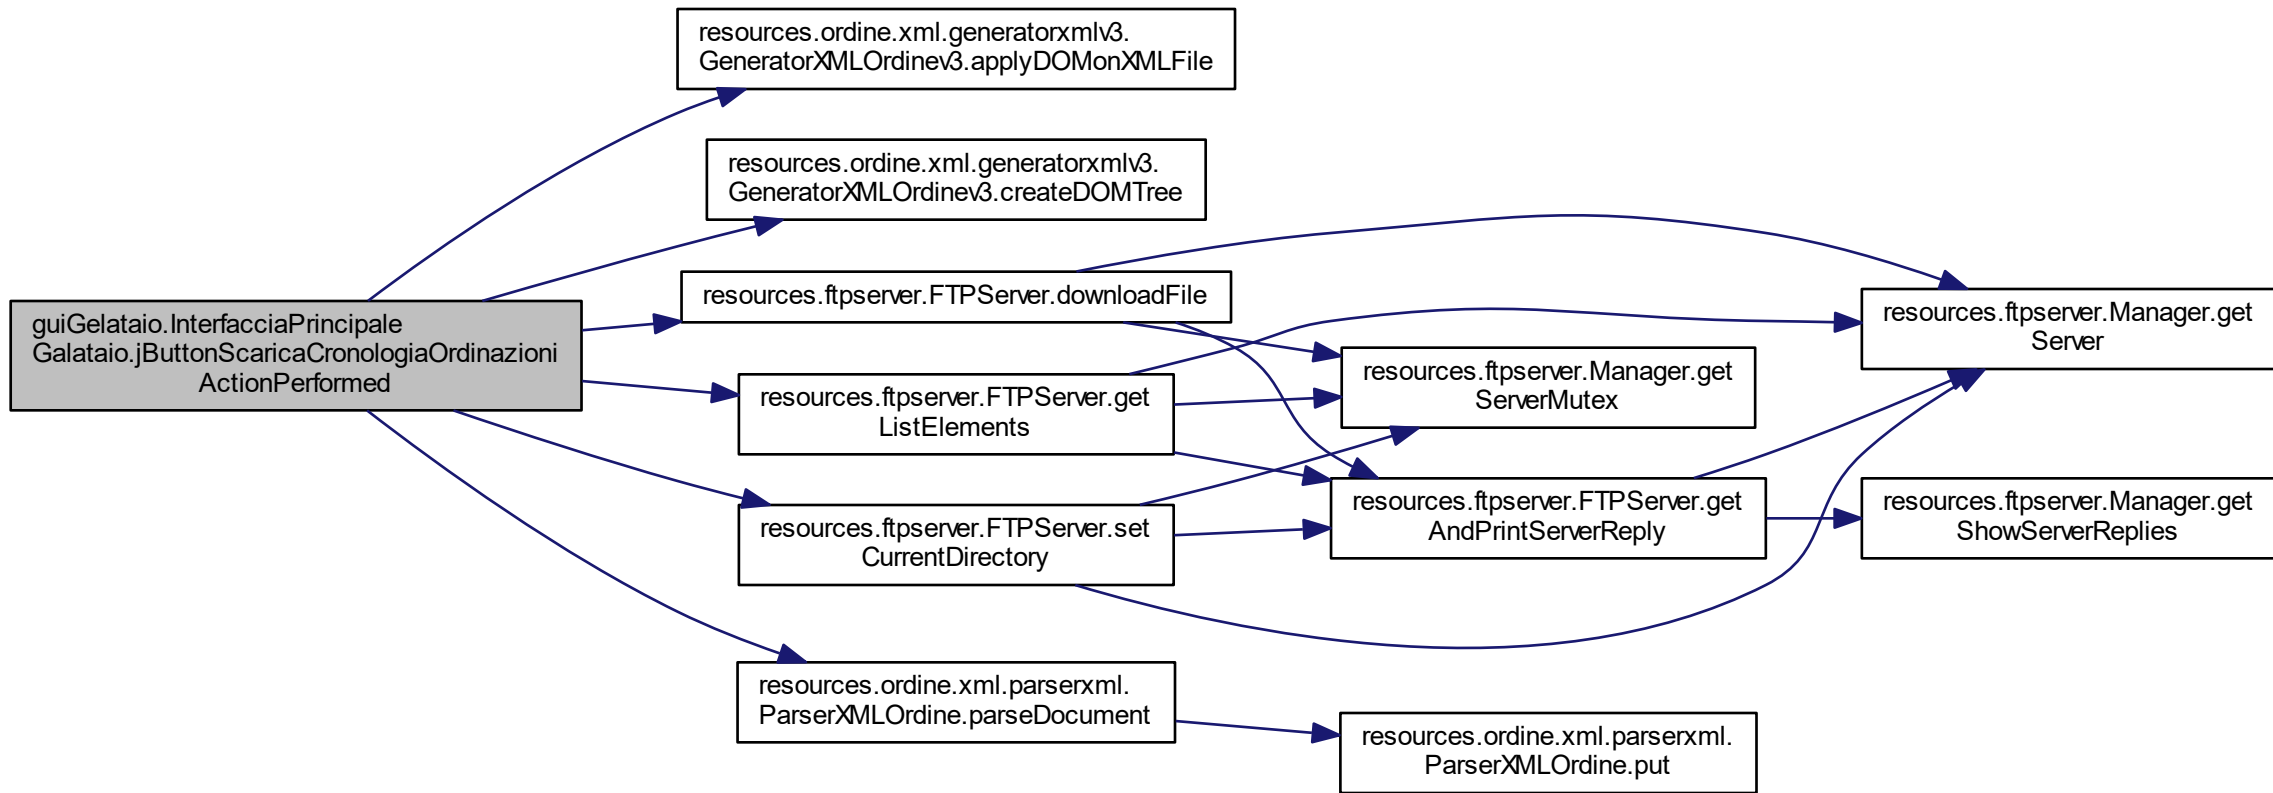 resources.ordine.xml.generatorxmlv3.
GeneratorXMLOrdinev3.applyDOMonXMLFile
resources.ordine.xml.generatorxmlv3.
GeneratorXMLOrdinev3.createDOMTree
resources.ftpserver.FTPServer.downloadFile
guiGelataio.InterfacciaPrincipale
Galataio.jButtonScaricaCronologiaOrdinazioni
ActionPerformed
resources.ftpserver.FTPServer.get
ListElements
resources.ftpserver.FTPServer.set
CurrentDirectory
resources.ordine.xml.parserxml.
ParserXMLOrdine.parseDocument
resources.ftpserver.Manager.get
ServerMutex
resources.ftpserver.FTPServer.get
AndPrintServerReply
resources.ordine.xml.parserxml.
ParserXMLOrdine.put
resources.ftpserver.Manager.get
Server
resources.ftpserver.Manager.get
ShowServerReplies